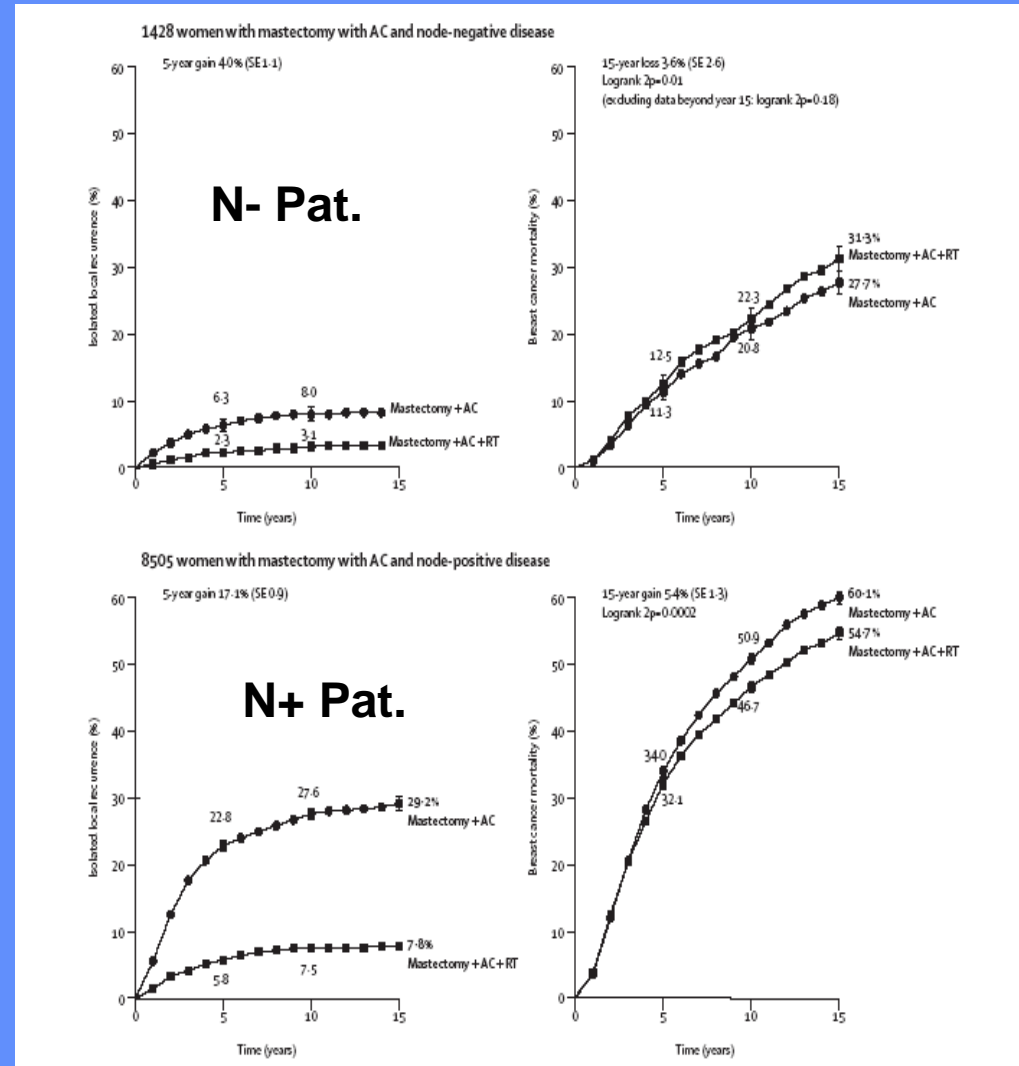 1428 women with mastectomy with AC and node-negative disease
5-year gain 4·0% (SE 1·1)
60
50
40
30
20
10
0
Isolated local recurrence (%)
N- Pat.
6·3
8·0
2·3
3·1
Mastectomy +AC
Mastectomy +AC+RT
0
5
10
15
Time (years)
15-year loss 3·6% (SE 2·6)
Logrank 2p=0·01
(excluding data beyond year 15: logrank 2p=0·18)
60
50
40
30
20
10
0
Breast cancer mortality (%)
31·3%
Mastectomy +AC+RT
27·7%
Mastectomy +AC
22·3
20·8
12·5
11·3
0
5
10
15
Time (years)
8505 women with mastectomy with AC and node-positive disease
5-year gain 17·1% (SE 0·9)
60
50
40
30
20
10
0
Isolated local recurrence (%)
N+ Pat.
22·8
27·6
29·2%
Mastectomy +AC
5·8
7·5
7·8%
Mastectomy +AC+RT
0
5
10
15
Time (years)
15-year gain 5·4% (SE 1·3)
Logrank 2p=0·0002
60
50
40
30
20
10
0
Breast cancer mortality (%)
60·1%
Mastectomy +AC
54·7%
Mastectomy +AC+RT
50·9
46·7
34·0
32·1
0
5
10
15
Time (years)